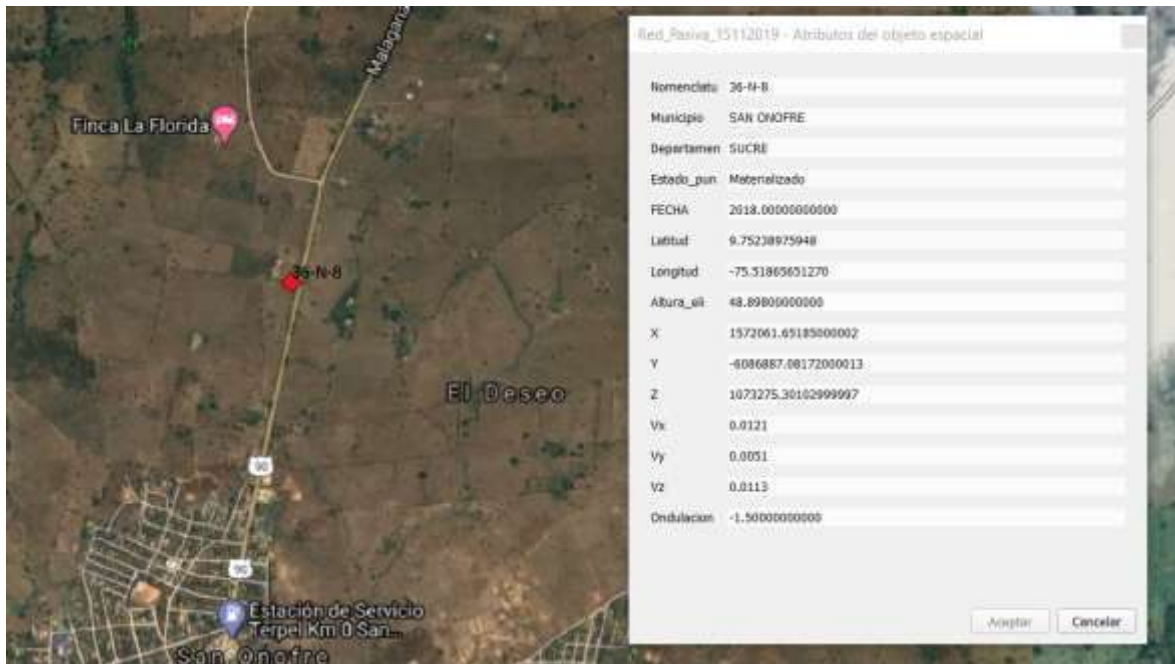 Malagana
Finca La Florida
36-N-8
El Deseo
90
90
Estación de Servicio
Terpel Km 0 San...
San Onofre
Red_Pasiva_15112019 - Atributos del objeto espacial
Nomenclatu 36-N-8
Municipio SAN ONOFRE
Departamen SUCRE
Estado_pun Materializado
FECHA 2018.00000000000
Latitud 9.75238975948
Longitud -75.51865651270
Altura_eli 48.89800000000
X 1572061.65185000002
Y -6086887.08172000013
Z 1073275.30102999997
Vx 0.0121
Vy 0.0051
Vz 0.0113
Ondulacion -1.50000000000
Aceptar Cancelar